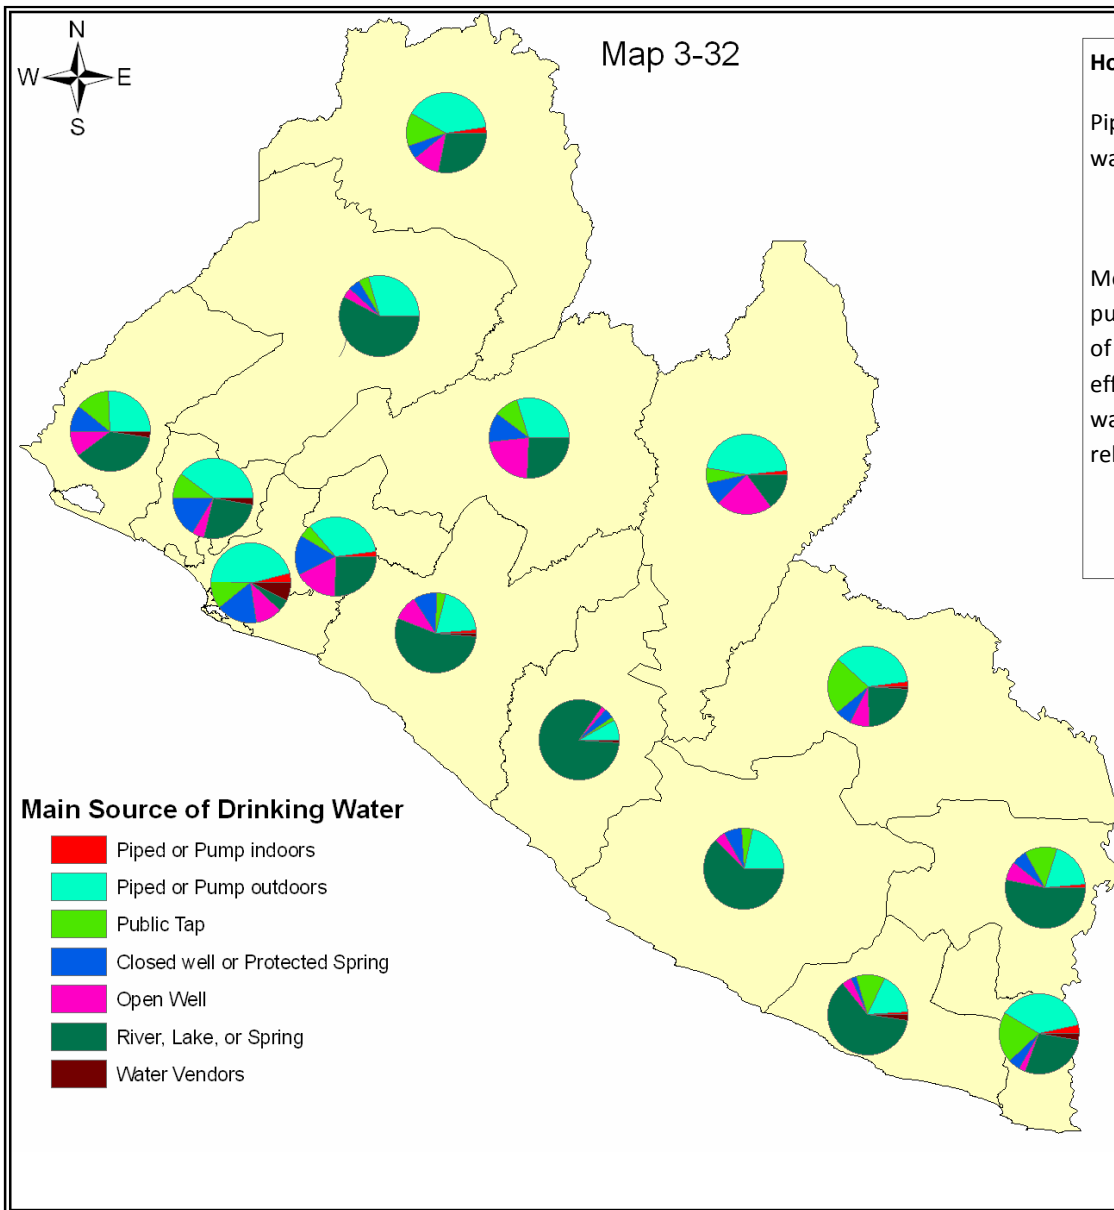 N
W E
S
Map 3-32
Main Source of Drinking Water
Piped or Pump indoors
Piped or Pump outdoors
Public Tap
Closed well or Protected Spring
Open Well
River, Lake, or Spring
Water Vendors
of